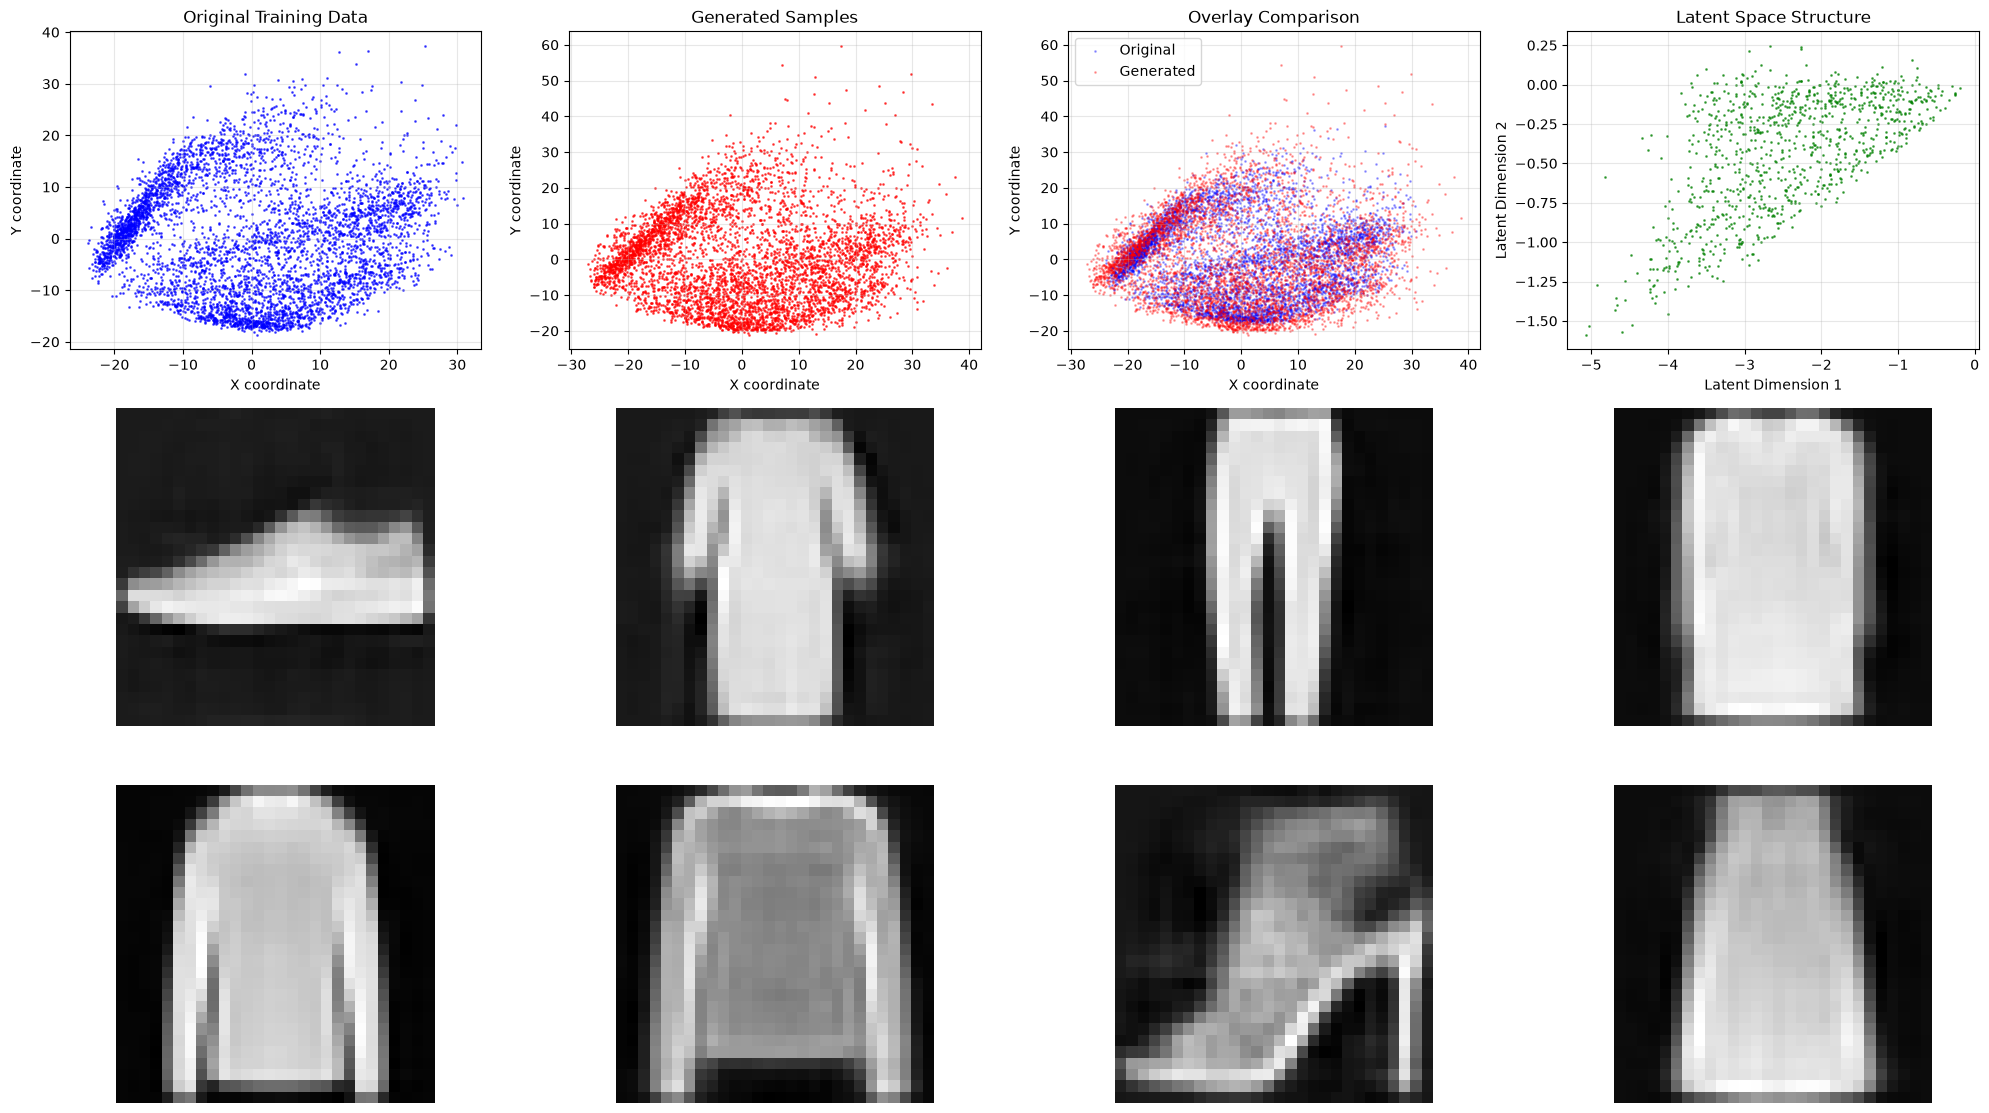 Original Training Data
40
30
20
10
0
−10
−20
Y coordinate
−20 −10 0 10 20 30
X coordinate
Generated Samples
60
50
40
30
20
10
0
−10
−20
Y coordinate
−30 −20 −10 0 10 20 30 40
X coordinate
Overlay Comparison
Original
Generated
60
50
40
30
20
10
0
−10
−20
Y coordinate
−30 −20 −10 0 10 20 30 40
X coordinate
Latent Space Structure
0.25
0.00
−0.25
−0.50
−0.75
−1.00
−1.25
−1.50
Latent Dimension 2
−5 −4 −3 −2 −1 0
Latent Dimension 1